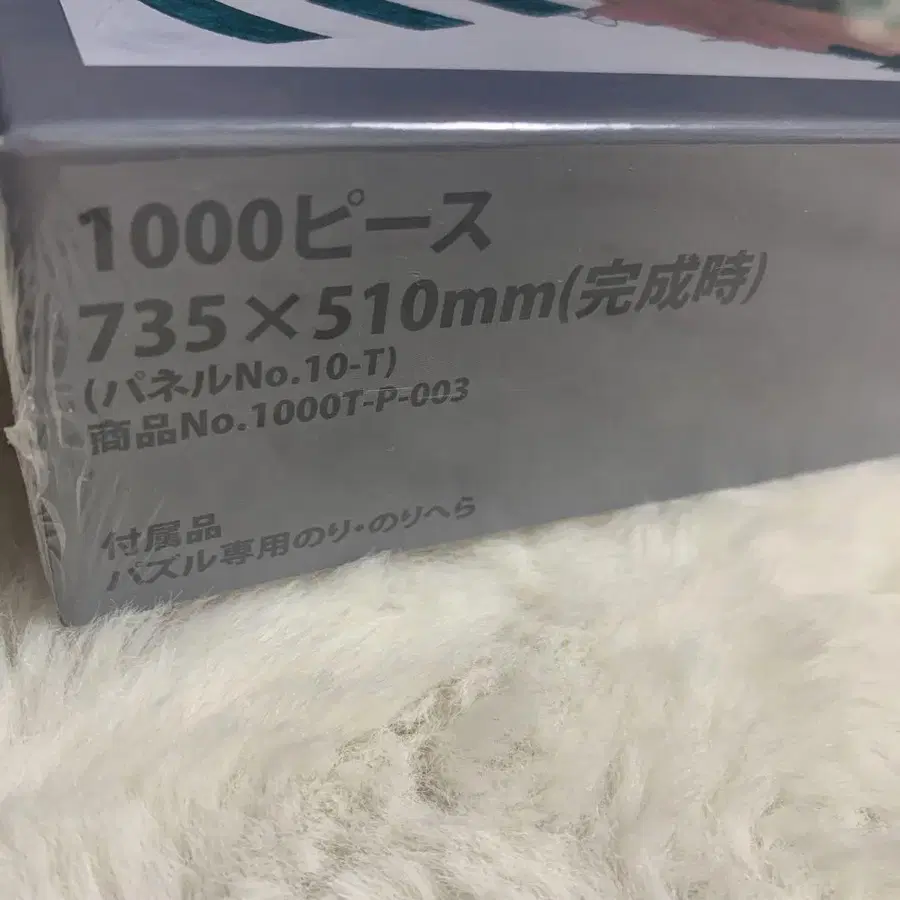 1000ピース
735×510mm(完成時)
(パネルNo.10-T)
商品No.1000T-P-003
付属品
パズル専用のり・のりへら